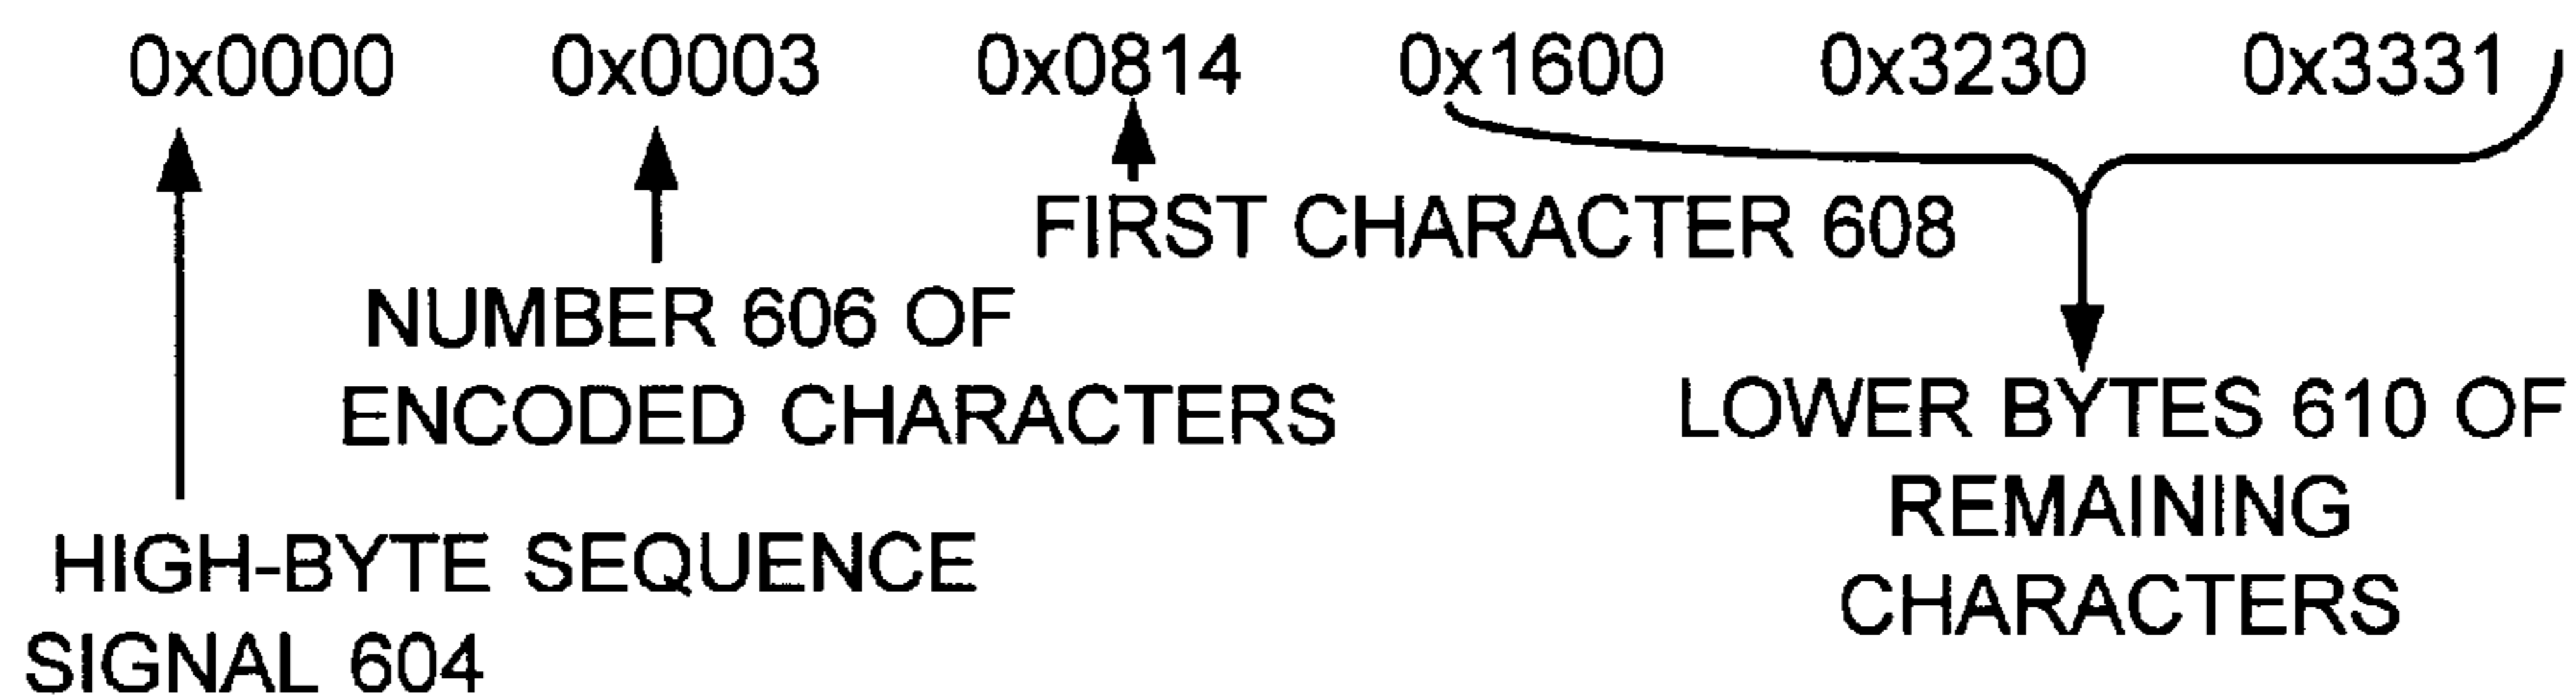 0x0000 0x0003 0x0814 0x1600 0x3230 0x3331
FIRST CHARACTER 608
NUMBER 606 OF
ENCODED CHARACTERS
LOWER BYTES 610 OF
REMAINING
CHARACTERS
HIGH-BYTE SEQUENCE
SIGNAL 604